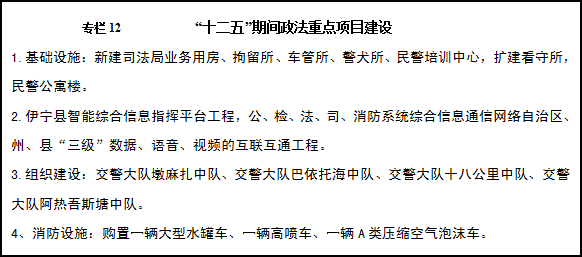 专栏 12 “十二五”期间政法重点项目建设
1. 基础设施：新建司法局业务用房、拘留所、车管所、警犬所、民警培训中心，扩建看守所，
民警公寓楼。
2. 伊宁县智能综合信息指挥平台工程，公、检、法、司、消防系统综合信息通信网络自治区、
州、县“三级”数据、语音、视频的互联互通工程。
3. 组织建设：交警大队墩麻扎中队、交警大队巴依托海中队、交警大队十八公里中队、交警
大队阿热吾斯塘中队。
4、消防设施：购置一辆大型水罐车、一辆高喷车、一辆 A 类压缩空气泡沫车。